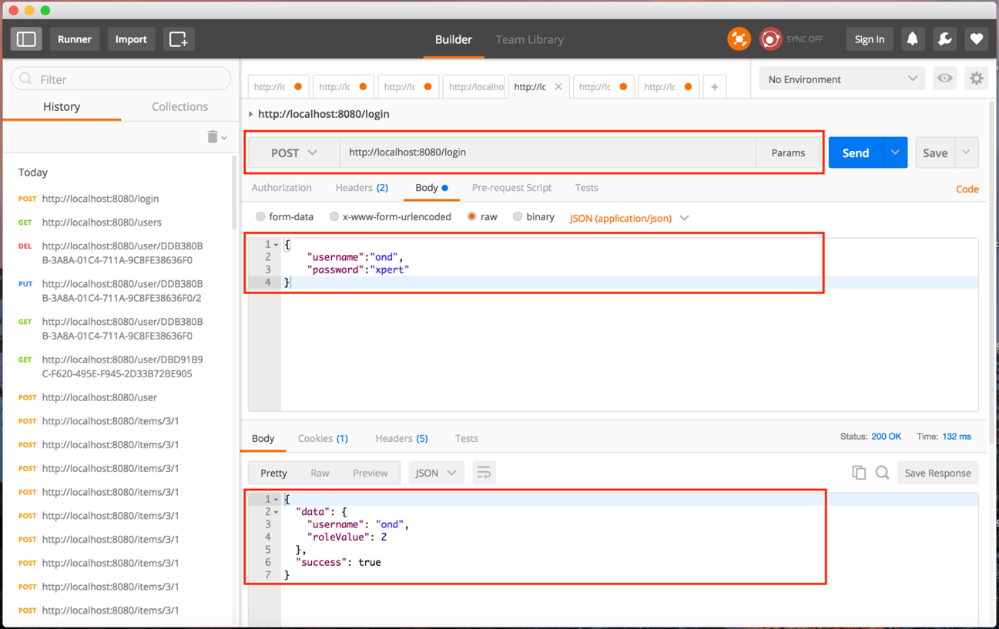 Runner
Import
Builder
Team Library
SYNC OFF
Sign In
Filter
History
Collections
Today
POST http://localhost:8080/login
GET http://localhost:8080/users
DEL http://localhost:8080/user/DDB380B
B-3A8A-01C4-711A-9C8FE38636F0
PUT http://localhost:8080/user/DDB380B
B-3A8A-01C4-711A-9C8FE38636F0/2
GET http://localhost:8080/user/DDB380B
B-3A8A-01C4-711A-9C8FE38636F0
GET http://localhost:8080/user/DBD91B9
C-F620-495E-F945-2D33B72BE905
POST http://localhost:8080/user
POST http://localhost:8080/items/3/1
POST http://localhost:8080/items/3/1
POST http://localhost:8080/items/3/1
POST http://localhost:8080/items/3/1
POST http://localhost:8080/items/3/1
POST http://localhost:8080/items/3/1
POST http://localhost:8080/items/3/1
POST http://localhost:8080/items/3/1
POST http://localhost:8080/items/3/1
http://lc http://lc http://lc http://localho http://lc http://lc http://lc +
No Environment
http://localhost:8080/login
POST http://localhost:8080/login Params
Send
Save
Authorization Headers (2) Body Pre-request Script Tests
Code
form-data x-www-form-urlencoded raw binary JSON (application/json)
1 {
2 "username":"ond",
3 "password":"xpert"
4 }
Body Cookies (1) Headers (5) Tests
Status: 200 OK Time: 132 ms
Pretty Raw Preview JSON
Save Response
1 {
2 "data": {
3 "username": "ond",
4 "roleValue": 2
5 },
6 "success": true
7 }